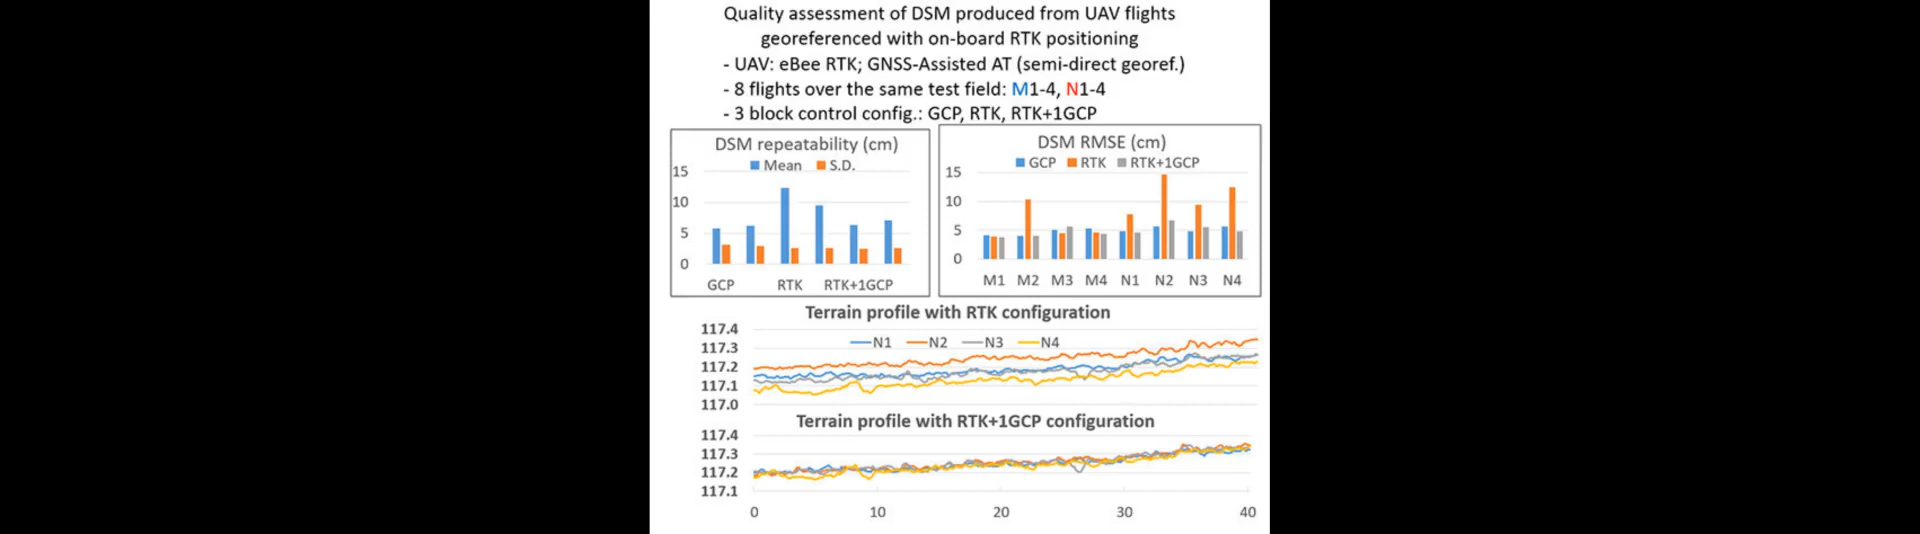 Quality assessment of DSM produced from UAV flights
georeferenced with on-board RTK positioning
- UAV: eBee RTK; GNSS-Assisted AT (semi-direct georef.)
- 8 flights over the same test field: M1-4, N1-4
- 3 block control config.: GCP, RTK, RTK+1GCP
DSM repeatability (cm)
Mean S.D.
15
10
5
0
GCP RTK RTK+1GCP
DSM RMSE (cm)
GCP RTK RTK+1GCP
15
10
5
0
M1 M2 M3 M4 N1 N2 N3 N4
Terrain profile with RTK configuration
N1 N2 N3 N4
117.4
117.3
117.2
117.1
117.0
Terrain profile with RTK+1GCP configuration
117.4
117.3
117.2
117.1
0 10 20 30 40